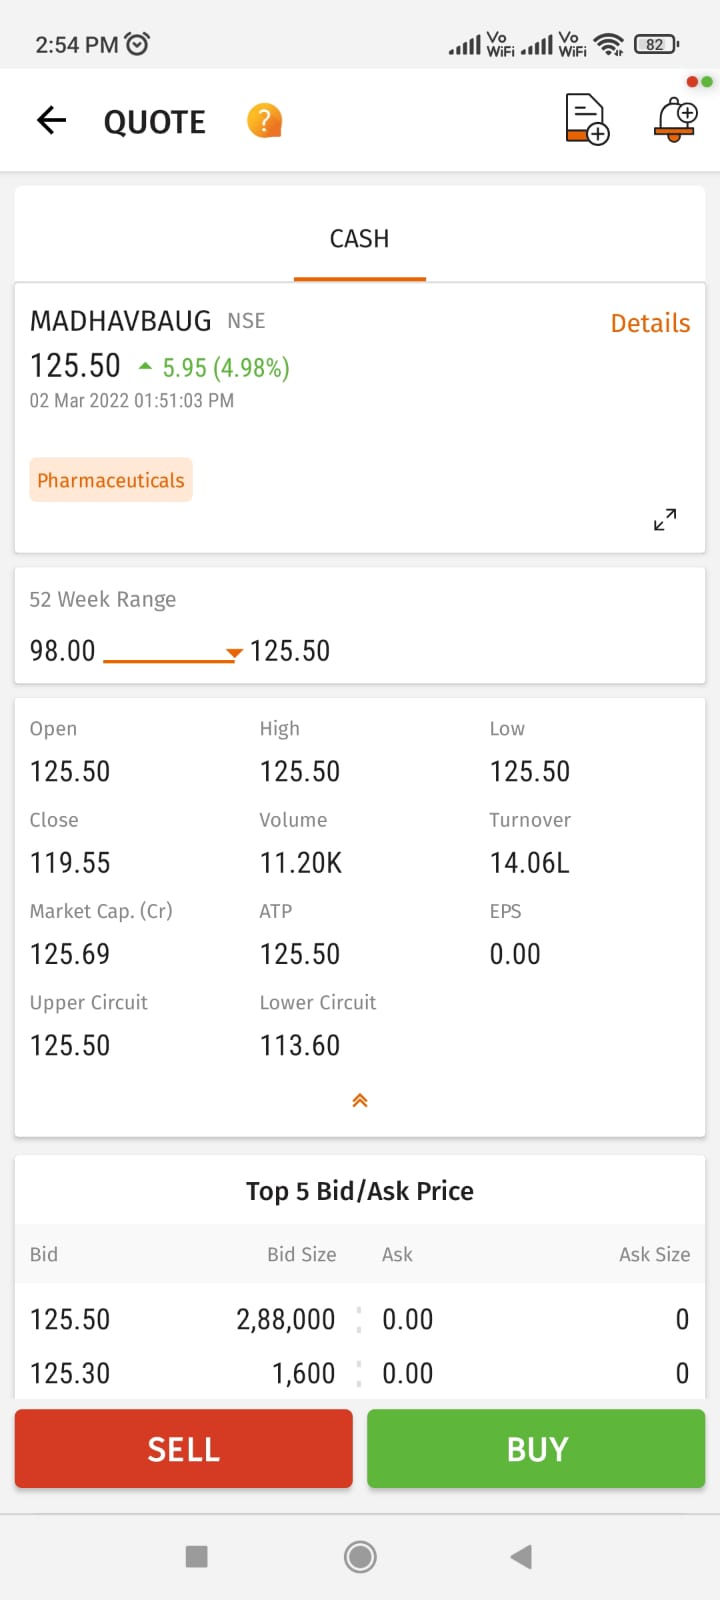 2:54 PM Vo WiFi Vo WiFi 82
QUOTE ?
CASH
MADHAVBAUG NSE Details
125.50 5.95 (4.98%)
02 Mar 2022 01:51:03 PM
Pharmaceuticals
52 Week Range
98.00 125.50
Open High Low
125.50 125.50 125.50
Close Volume Turnover
119.55 11.20K 14.06L
Market Cap. (Cr) ATP EPS
125.69 125.50 0.00
Upper Circuit Lower Circuit
125.50 113.60
Top 5 Bid/Ask Price
Bid Bid Size Ask Ask Size
125.50 2,88,000 0.00 0
125.30 1,600 0.00 0
SELL BUY